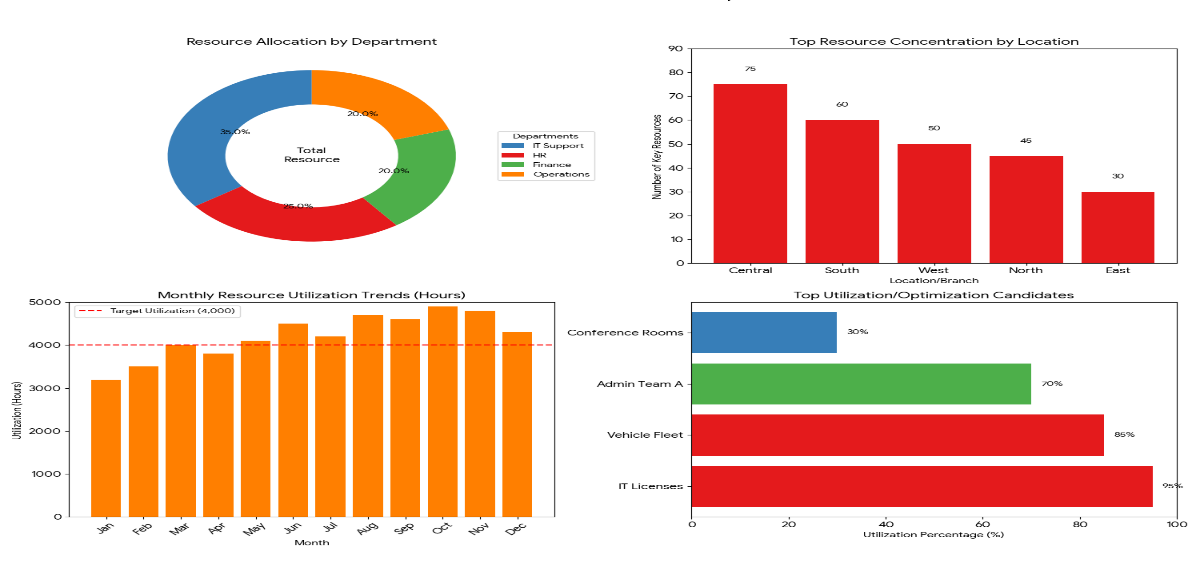 Resource Allocation by Department
35.0%
20.0%
Total
Resource
20.0%
25.0%
Departments
IT Support
HR
Finance
Operations
Top Resource Concentration by Location
Number of Key Resources
90
80
70
60
50
40
30
20
10
0
75
60
50
45
30
Central South West North East
Location/Branch
Monthly Resource Utilization Trends (Hours)
Target Utilization (4,000)
Utilization (Hours)
5000
4000
3000
2000
1000
0
Jan Feb Mar Apr May Jun Jul Aug Sep Oct Nov Dec
Month
Top Utilization/Optimization Candidates
Conference Rooms 30%
Admin Team A 70%
Vehicle Fleet 85%
IT Licenses 95%
0 20 40 60 80 100
Utilization Percentage (%)